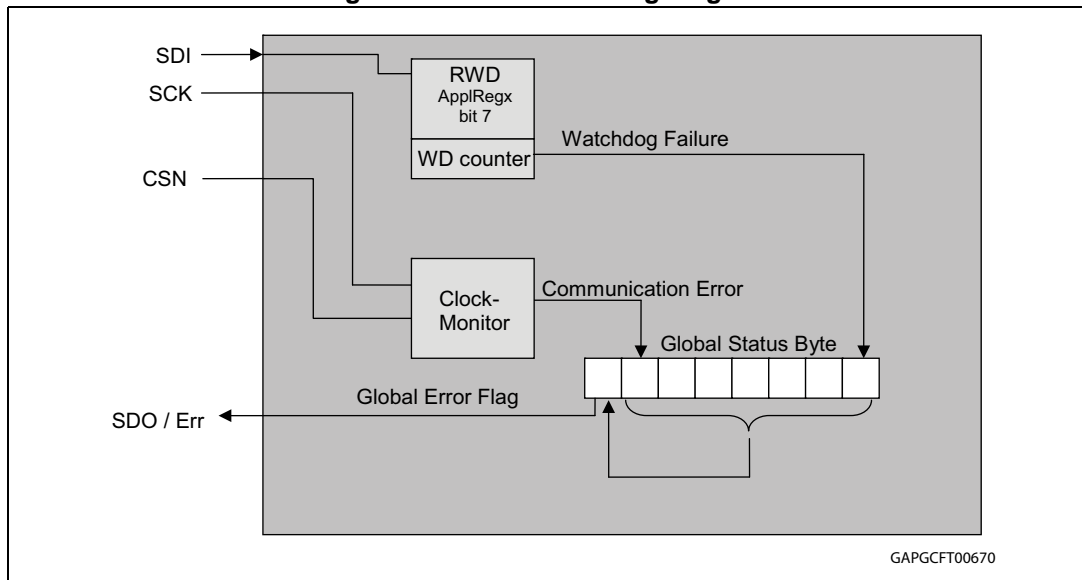 SDI
SCK
CSN
RWD
ApplRegx
bit 7
WD counter
Watchdog Failure
Clock-
Monitor
Communication Error
Global Status Byte
Global Error Flag
SDO / Err
GAPGCFT00670